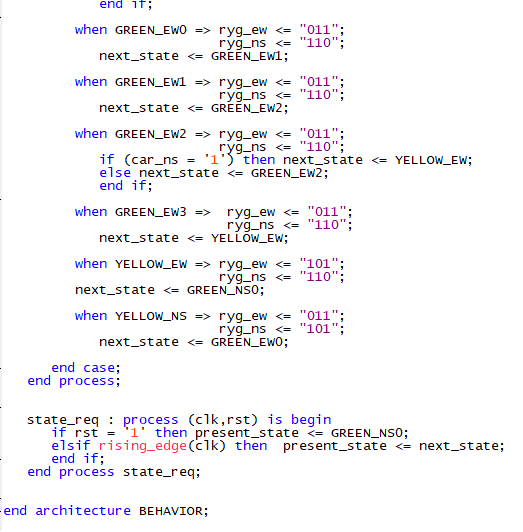 end if;
when GREEN_EW0 => ryg_ew <= "011";
ryg_ns <= "110";
next_state <= GREEN_EW1;
when GREEN_EW1 => ryg_ew <= "011";
ryg_ns <= "110";
next_state <= GREEN_EW2;
when GREEN_EW2 => ryg_ew <= "011";
ryg_ns <= "110";
if (car_ns = '1') then next_state <= YELLOW_EW;
else next_state <= GREEN_EW2;
end if;
when GREEN_EW3 =>  ryg_ew <= "011";
ryg_ns <= "110";
next_state <= YELLOW_EW;
when YELLOW_EW => ryg_ew <= "101";
ryg_ns <= "110";
next_state <= GREEN_NS0;
when YELLOW_NS => ryg_ew <= "011";
ryg_ns <= "101";
next_state <= GREEN_EW0;
end case;
end process;
state_req : process (clk,rst) is begin
if rst = '1' then present_state <= GREEN_NS0;
elsif rising_edge(clk) then  present_state <= next_state;
end if;
end process state_req;
end architecture BEHAVIOR;